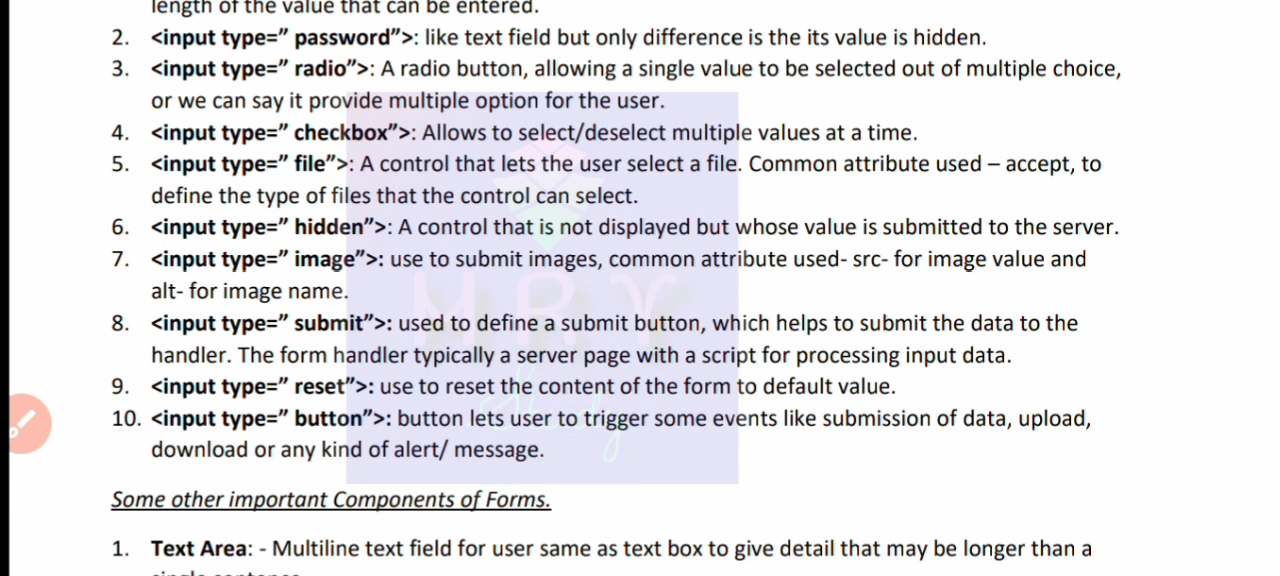 length of the value that can be entered.
2. <input type=” password”>: like text field but only difference is the its value is hidden.
3. <input type=” radio”>: A radio button, allowing a single value to be selected out of multiple choice,
or we can say it provide multiple option for the user.
4. <input type=” checkbox”>: Allows to select/deselect multiple values at a time.
5. <input type=” file”>: A control that lets the user select a file. Common attribute used – accept, to
define the type of files that the control can select.
6. <input type=” hidden”>: A control that is not displayed but whose value is submitted to the server.
7. <input type=” image”>: use to submit images, common attribute used- src- for image value and
alt- for image name.
MRY
8. <input type=” submit”>: used to define a submit button, which helps to submit the data to the
handler. The form handler typically a server page with a script for processing input data.
9. <input type=” reset”>: use to reset the content of the form to default value.
10. <input type=” button”>: button lets user to trigger some events like submission of data, upload,
download or any kind of alert/ message.
Some other important Components of Forms.
1. Text Area: - Multiline text field for user same as text box to give detail that may be longer than a